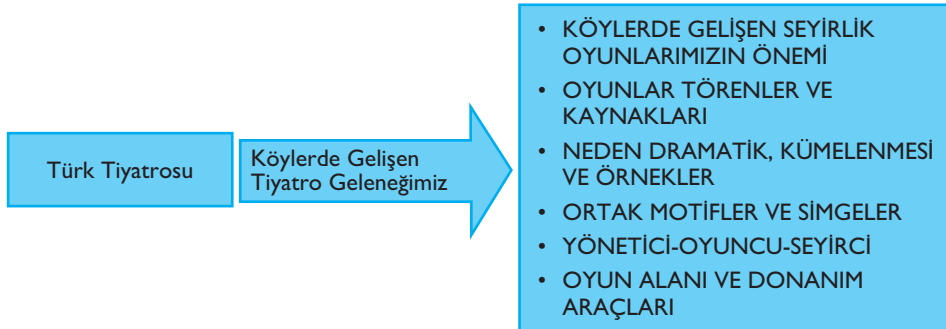 Türk Tiyatrosu
Köylerde Gelişen
Tiyatro Geleneğimiz
• KÖYLERDE GELİŞEN SEYİRLİK
OYUNLARIMIZIN ÖNEMİ
• OYUNLAR TÖRENLER VE
KAYNAKLARI
• NEDEN DRAMATİK, KÜMELENMESİ
VE ÖRNEKLER
• ORTAK MOTİFLER VE SİMGELER
• YÖNETİCİ-OYUNCU-SEYİRCİ
• OYUN ALANI VE DONANIM
ARAÇLARI